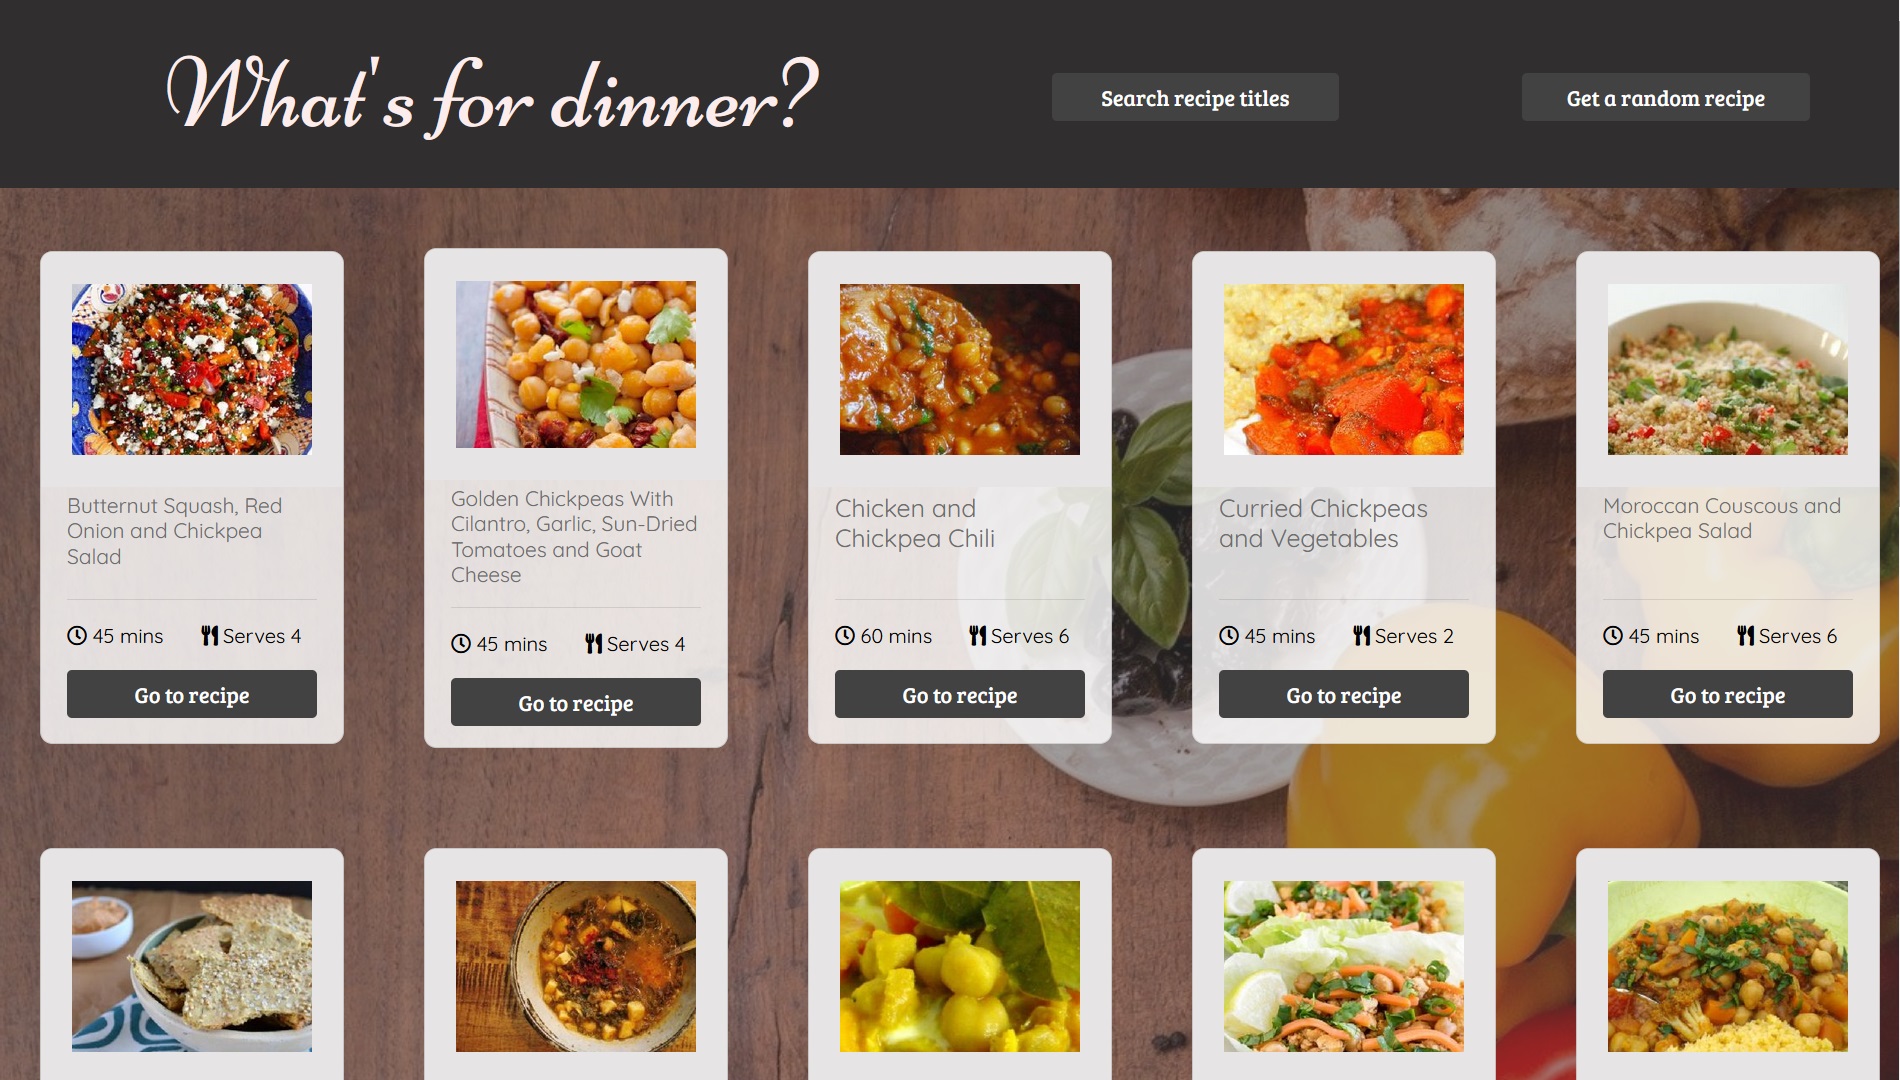 What's for dinner?
Search recipe titles
Get a random recipe
Butternut Squash, Red
Onion and Chickpea
Salad
45 mins
Serves 4
Go to recipe
Golden Chickpeas With
Cilantro, Garlic, Sun-Dried
Tomatoes and Goat
Cheese
45 mins
Serves 4
Go to recipe
Chicken and
Chickpea Chili
60 mins
Serves 6
Go to recipe
Curried Chickpeas
and Vegetables
45 mins
Serves 2
Go to recipe
Moroccan Couscous and
Chickpea Salad
45 mins
Serves 6
Go to recipe